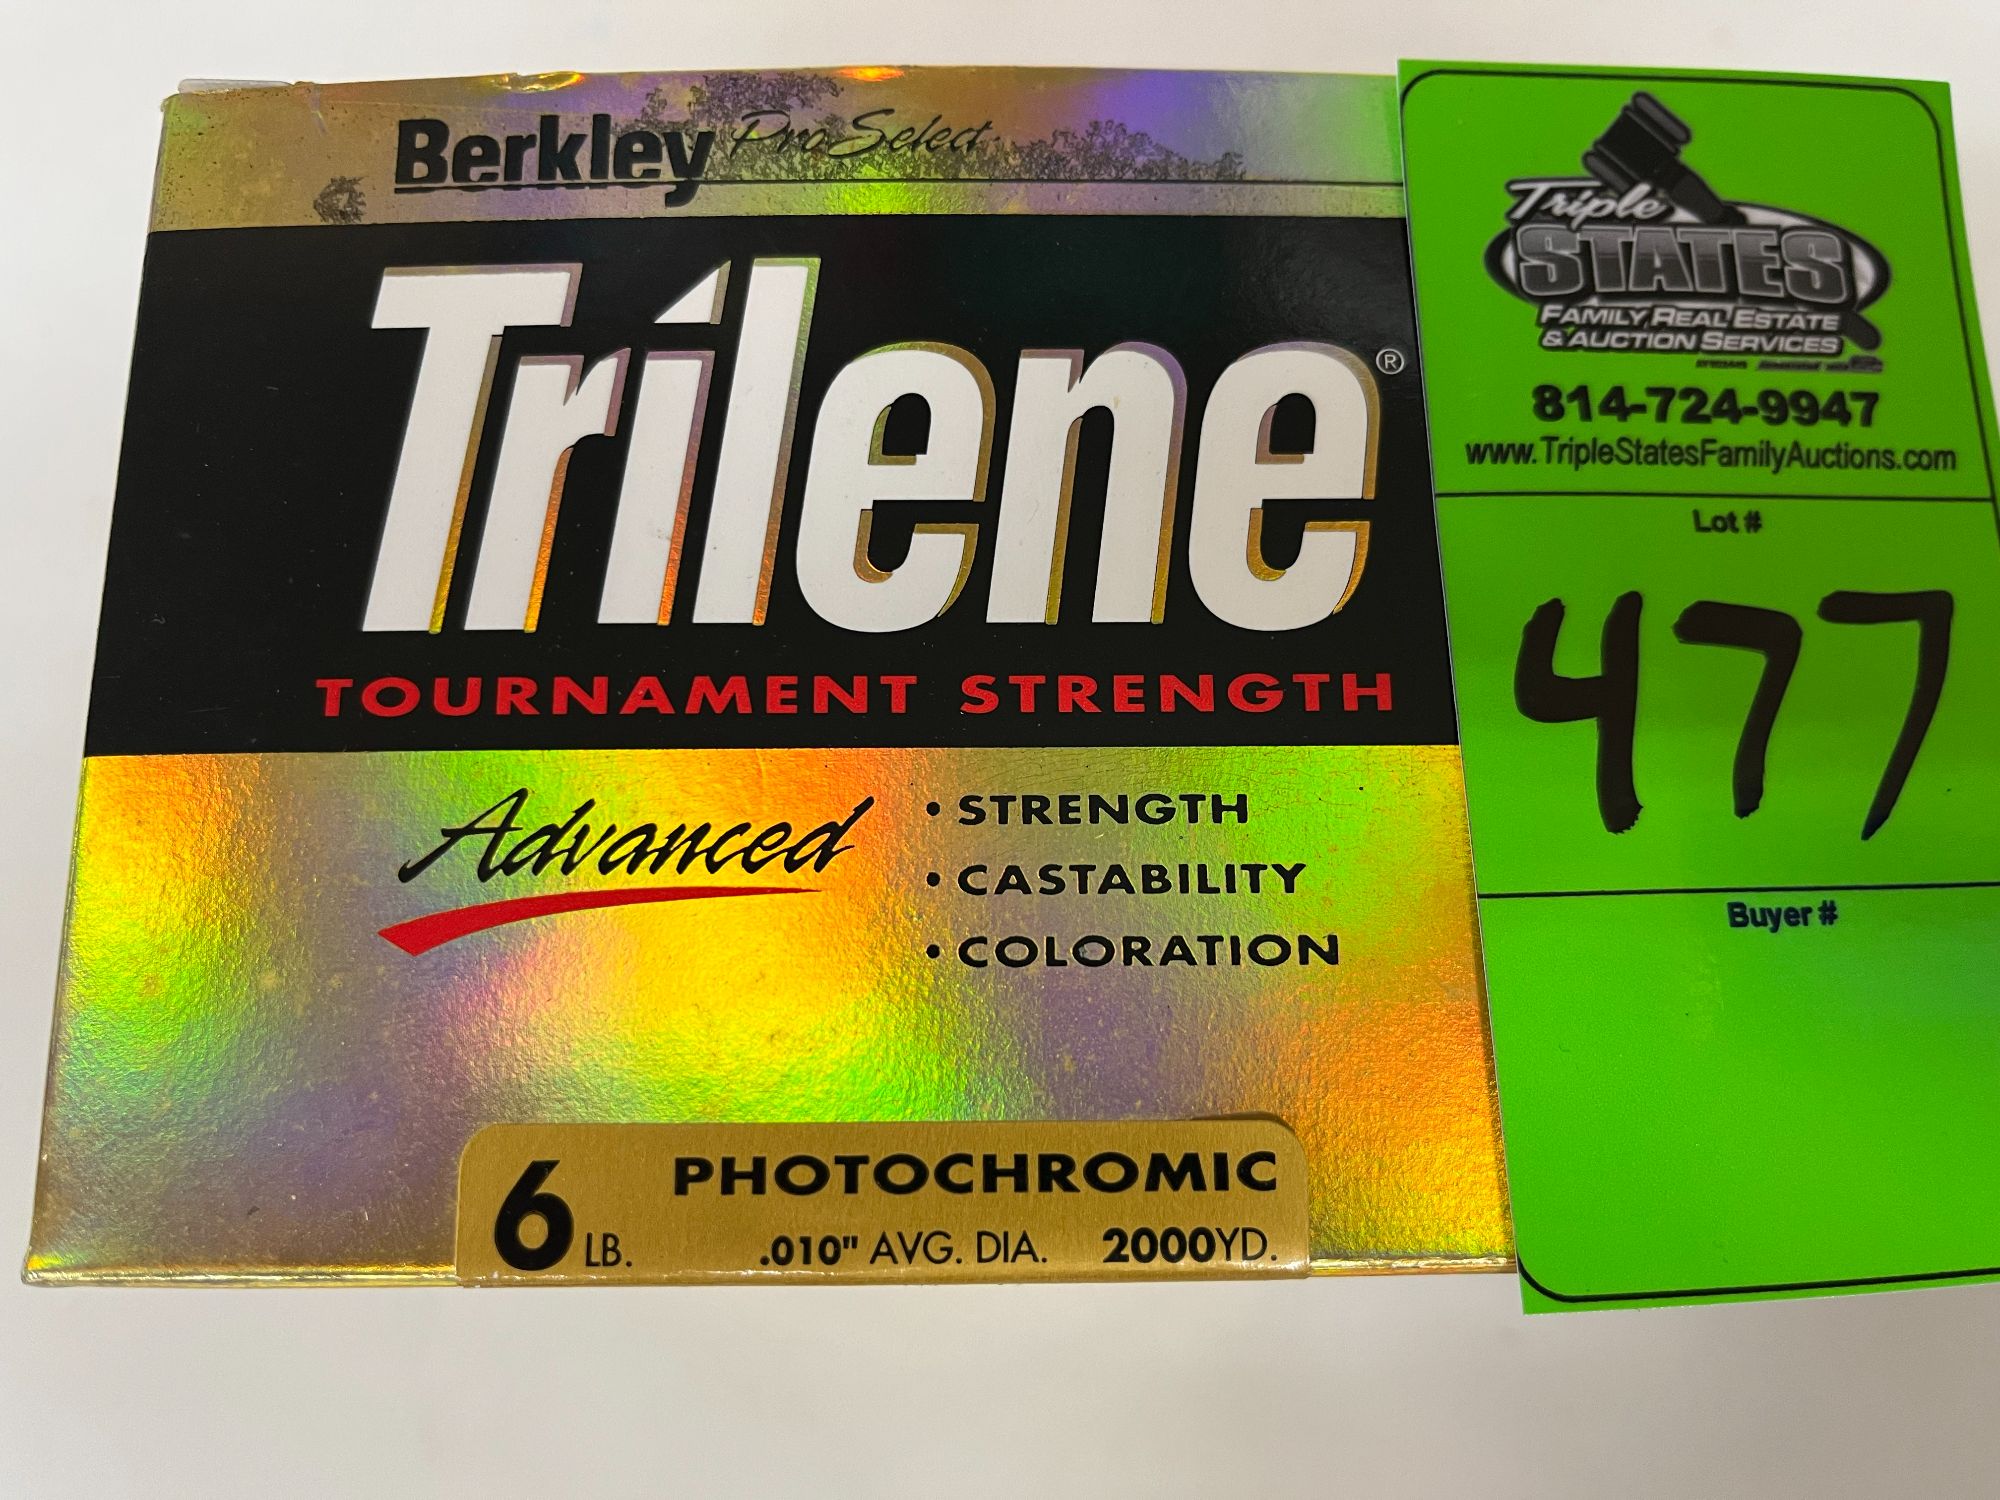 Berkley Pro Select
Trilene®
TOURNAMENT STRENGTH
Advanced
• STRENGTH
• CASTABILITY
• COLORATION
6 LB.
PHOTOCHROMIC
.010" AVG. DIA. 2000YD.
Triple
STATES
FAMILY REAL ESTATE
& AUCTION SERVICES
814-724-9947
www.TripleStatesFamilyAuctions.com
Lot #
477
Buyer #